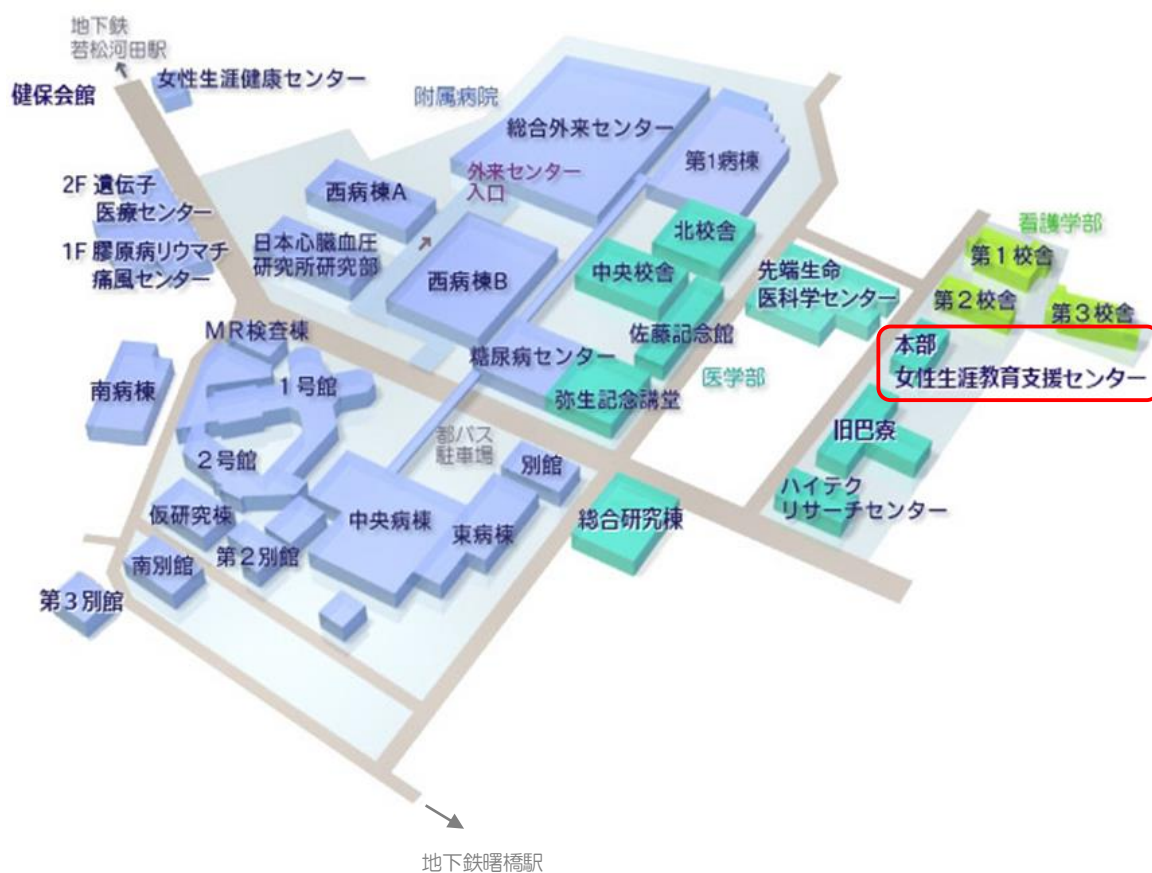 地下鉄
若松河田駅
健保会館
女性生涯健康センター
附属病院
総合外来センター
第1病棟
外来センター
入口
2F 遺伝子
医療センター
1F 膠原病リウマチ
痛風センター
西病棟A
日本心臓血圧
研究所研究部
西病棟B
北校舎
中央校舎
佐藤記念館
先端生命
医科学センター
看護学部
第1校舎
第2校舎
第3校舎
本部
女性生涯教育支援センター
MR検査棟
糖尿病センター
医学部
弥生記念講堂
南病棟
1号館
2号館
都バス
駐車場
別館
旧巴寮
ハイテク
リサーチセンター
仮研究棟
中央病棟
東病棟
総合研究棟
第2別館
南別館
第3別館
地下鉄曙橋駅